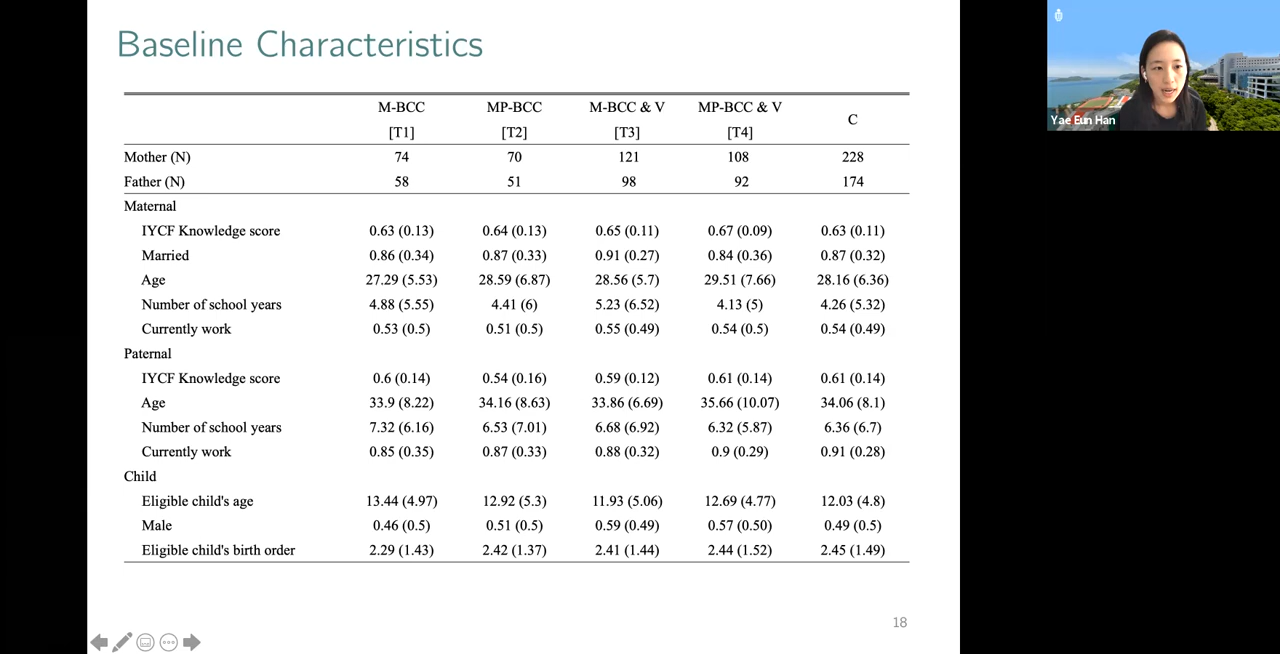 Baseline Characteristics
M-BCC MP-BCC M-BCC & V MP-BCC & V C
[T1] [T2] [T3] [T4]
Mother (N) 74 70 121 108 228
Father (N) 58 51 98 92 174
Maternal
IYCF Knowledge score 0.63 (0.13) 0.64 (0.13) 0.65 (0.11) 0.67 (0.09) 0.63 (0.11)
Married 0.86 (0.34) 0.87 (0.33) 0.91 (0.27) 0.84 (0.36) 0.87 (0.32)
Age 27.29 (5.53) 28.59 (6.87) 28.56 (5.7) 29.51 (7.66) 28.16 (6.36)
Number of school years 4.88 (5.55) 4.41 (6) 5.23 (6.52) 4.13 (5) 4.26 (5.32)
Currently work 0.53 (0.5) 0.51 (0.5) 0.55 (0.49) 0.54 (0.5) 0.54 (0.49)
Paternal
IYCF Knowledge score 0.6 (0.14) 0.54 (0.16) 0.59 (0.12) 0.61 (0.14) 0.61 (0.14)
Age 33.9 (8.22) 34.16 (8.63) 33.86 (6.69) 35.66 (10.07) 34.06 (8.1)
Number of school years 7.32 (6.16) 6.53 (7.01) 6.68 (6.92) 6.32 (5.87) 6.36 (6.7)
Currently work 0.85 (0.35) 0.87 (0.33) 0.88 (0.32) 0.9 (0.29) 0.91 (0.28)
Child
Eligible child's age 13.44 (4.97) 12.92 (5.3) 11.93 (5.06) 12.69 (4.77) 12.03 (4.8)
Male 0.46 (0.5) 0.51 (0.5) 0.59 (0.49) 0.57 (0.50) 0.49 (0.5)
Eligible child's birth order 2.29 (1.43) 2.42 (1.37) 2.41 (1.44) 2.44 (1.52) 2.45 (1.49)
18
Yae Eun Han